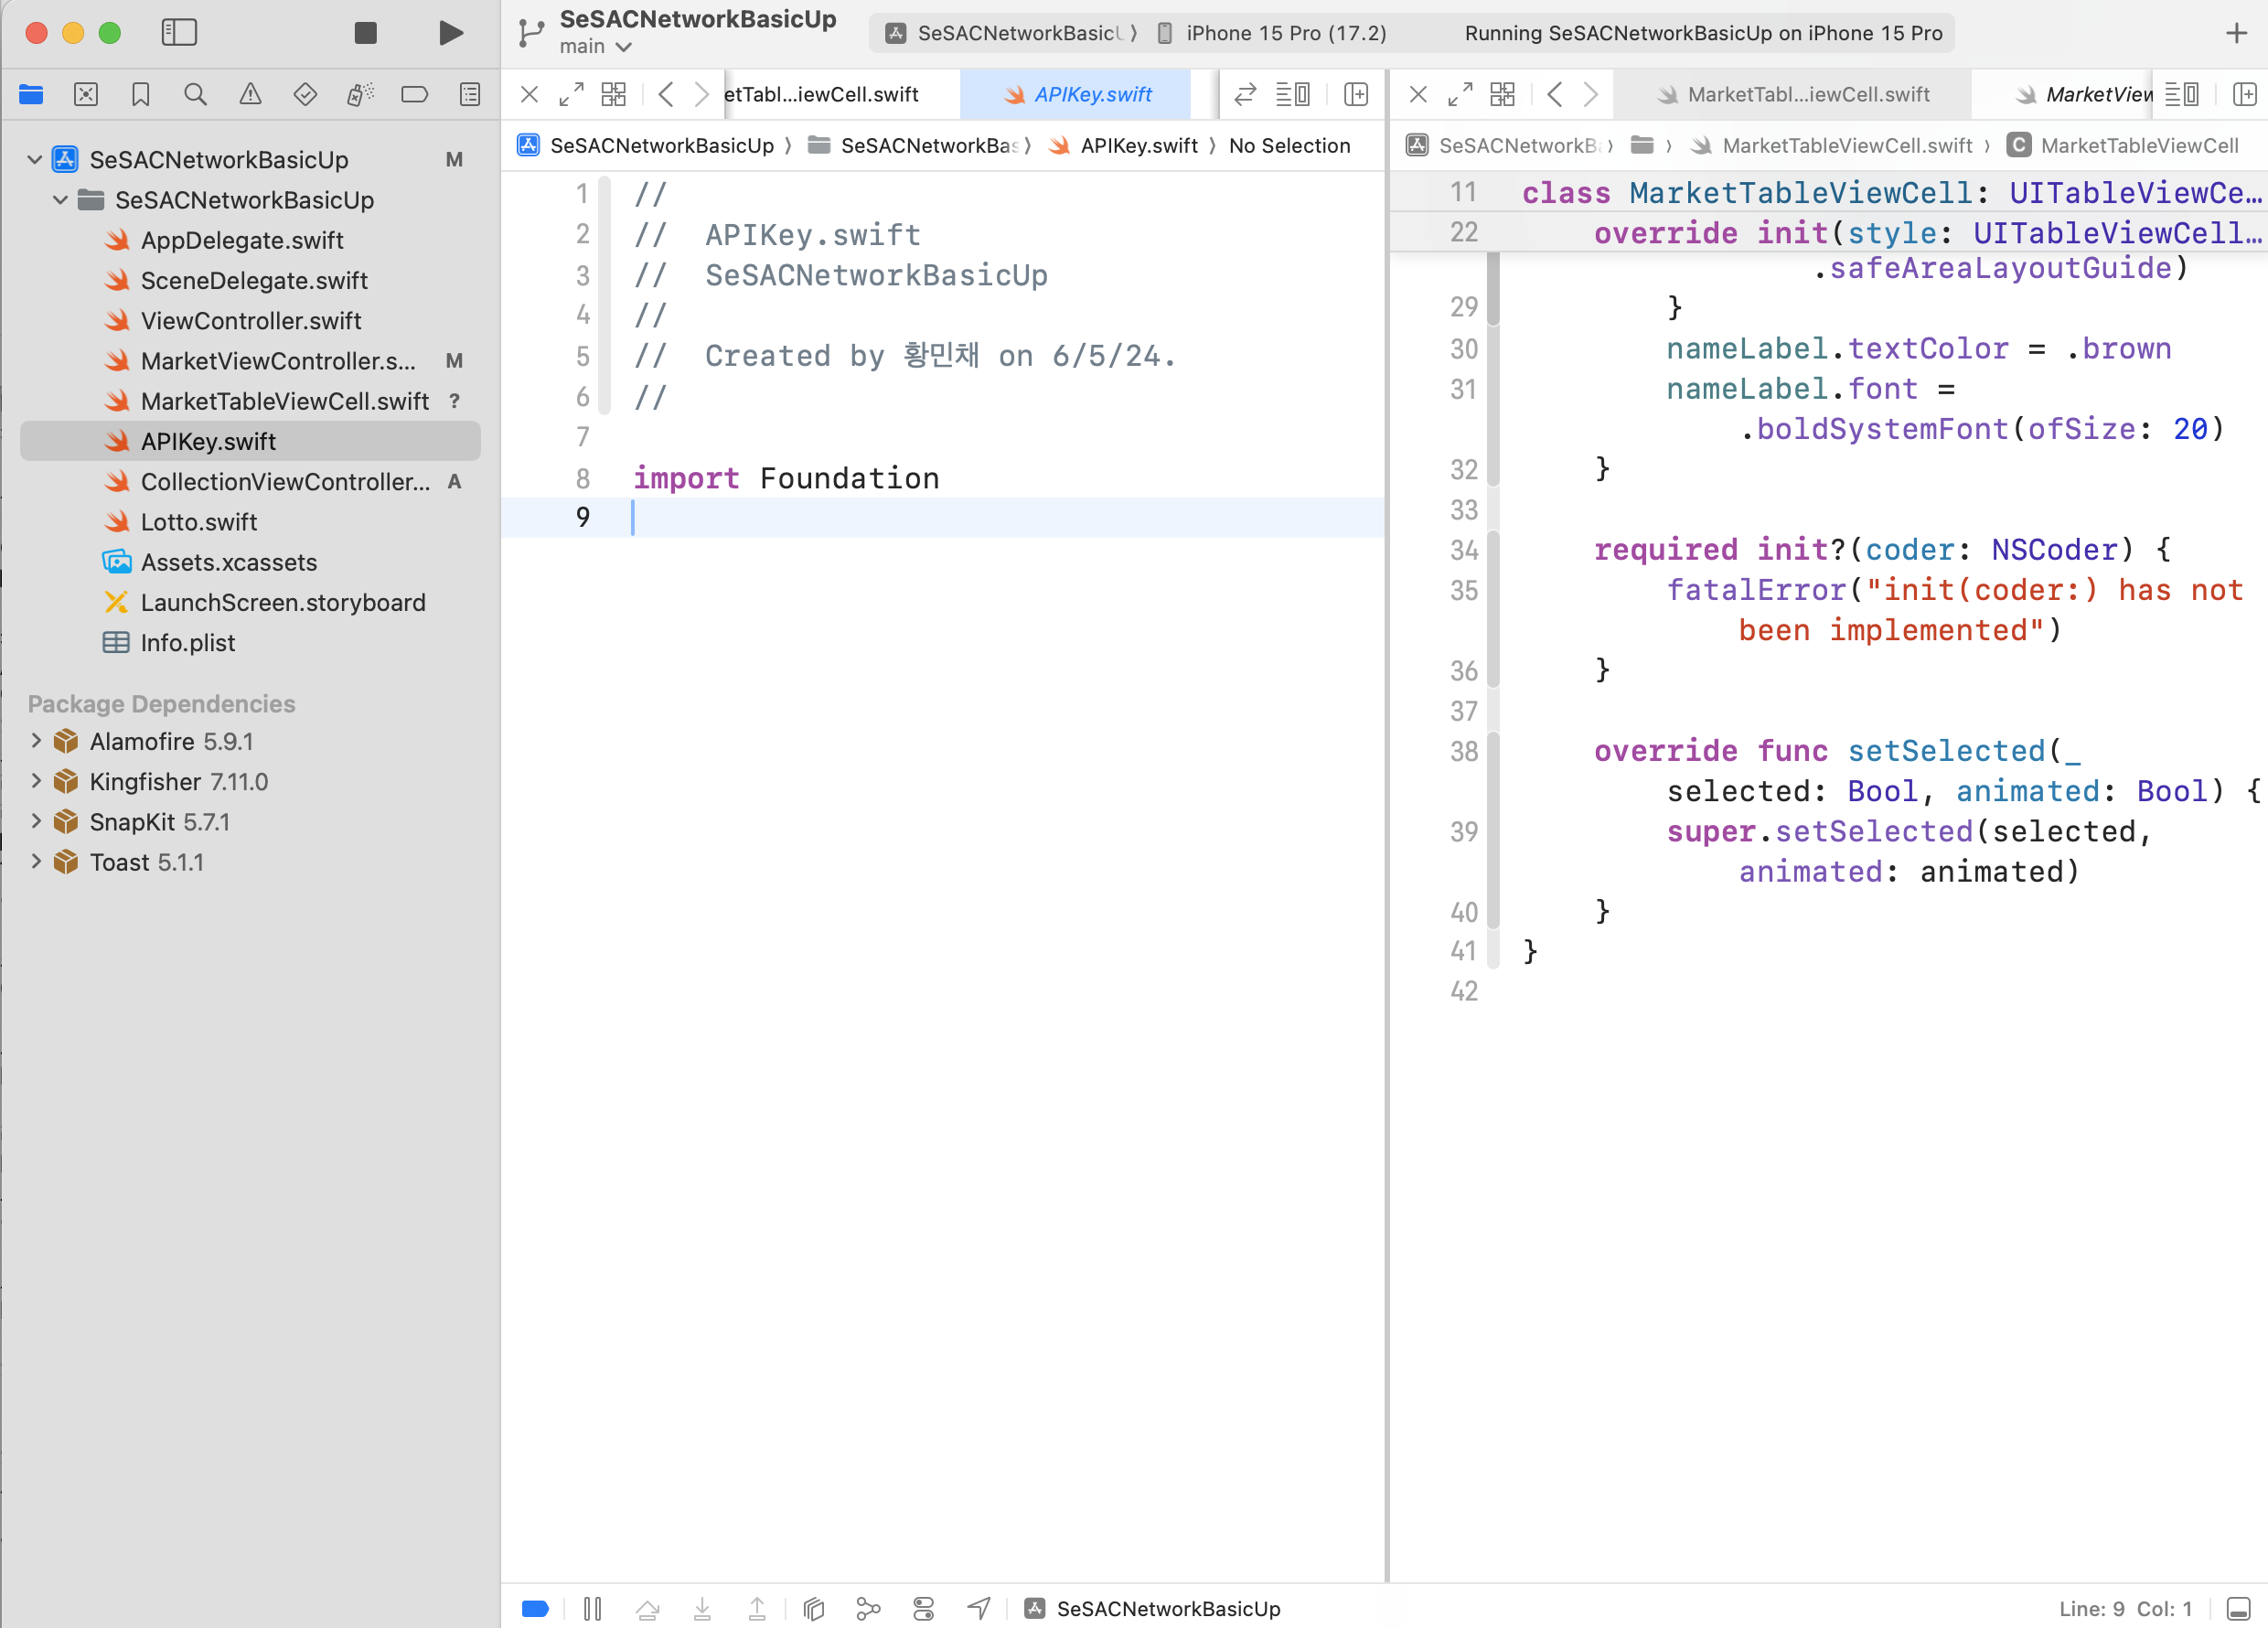 SeSACNetworkBasicUp
main
SeSACNetworkBasicU
iPhone 15 Pro (17.2)
Running SeSACNetworkBasicUp on iPhone 15 Pro
SeSACNetworkBasicUp M
SeSACNetworkBasicUp
AppDelegate.swift
SceneDelegate.swift
ViewController.swift
MarketViewController.s... M
MarketTableViewCell.swift ?
APIKey.swift
CollectionViewController... A
Lotto.swift
Assets.xcassets
LaunchScreen.storyboard
Info.plist
Package Dependencies
Alamofire 5.9.1
Kingfisher 7.11.0
SnapKit 5.7.1
Toast 5.1.1
etTabl...iewCell.swift
APIKey.swift
SeSACNetworkBasicUp 〉 SeSACNetworkBas 〉 APIKey.swift 〉 No Selection
1 //
2 //  APIKey.swift
3 //  SeSACNetworkBasicUp
4 //
5 //  Created by 황민채 on 6/5/24.
6 //
7
8 import Foundation
9
MarketTabl...iewCell.swift
MarketView
SeSACNetworkB 〉 〉 MarketTableViewCell.swift 〉 C MarketTableViewCell
11 class MarketTableViewCell: UITableViewCe...
22 override init(style: UITableViewCell...
.safeAreaLayoutGuide)
29 }
30 nameLabel.textColor = .brown
31 nameLabel.font =
.boldSystemFont(ofSize: 20)
32 }
33
34 required init?(coder: NSCoder) {
35 fatalError("init(coder:) has not
been implemented")
36 }
37
38 override func setSelected(_
selected: Bool, animated: Bool) {
39 super.setSelected(selected,
animated: animated)
40 }
41 }
42
SeSACNetworkBasicUp
Line: 9 Col: 1